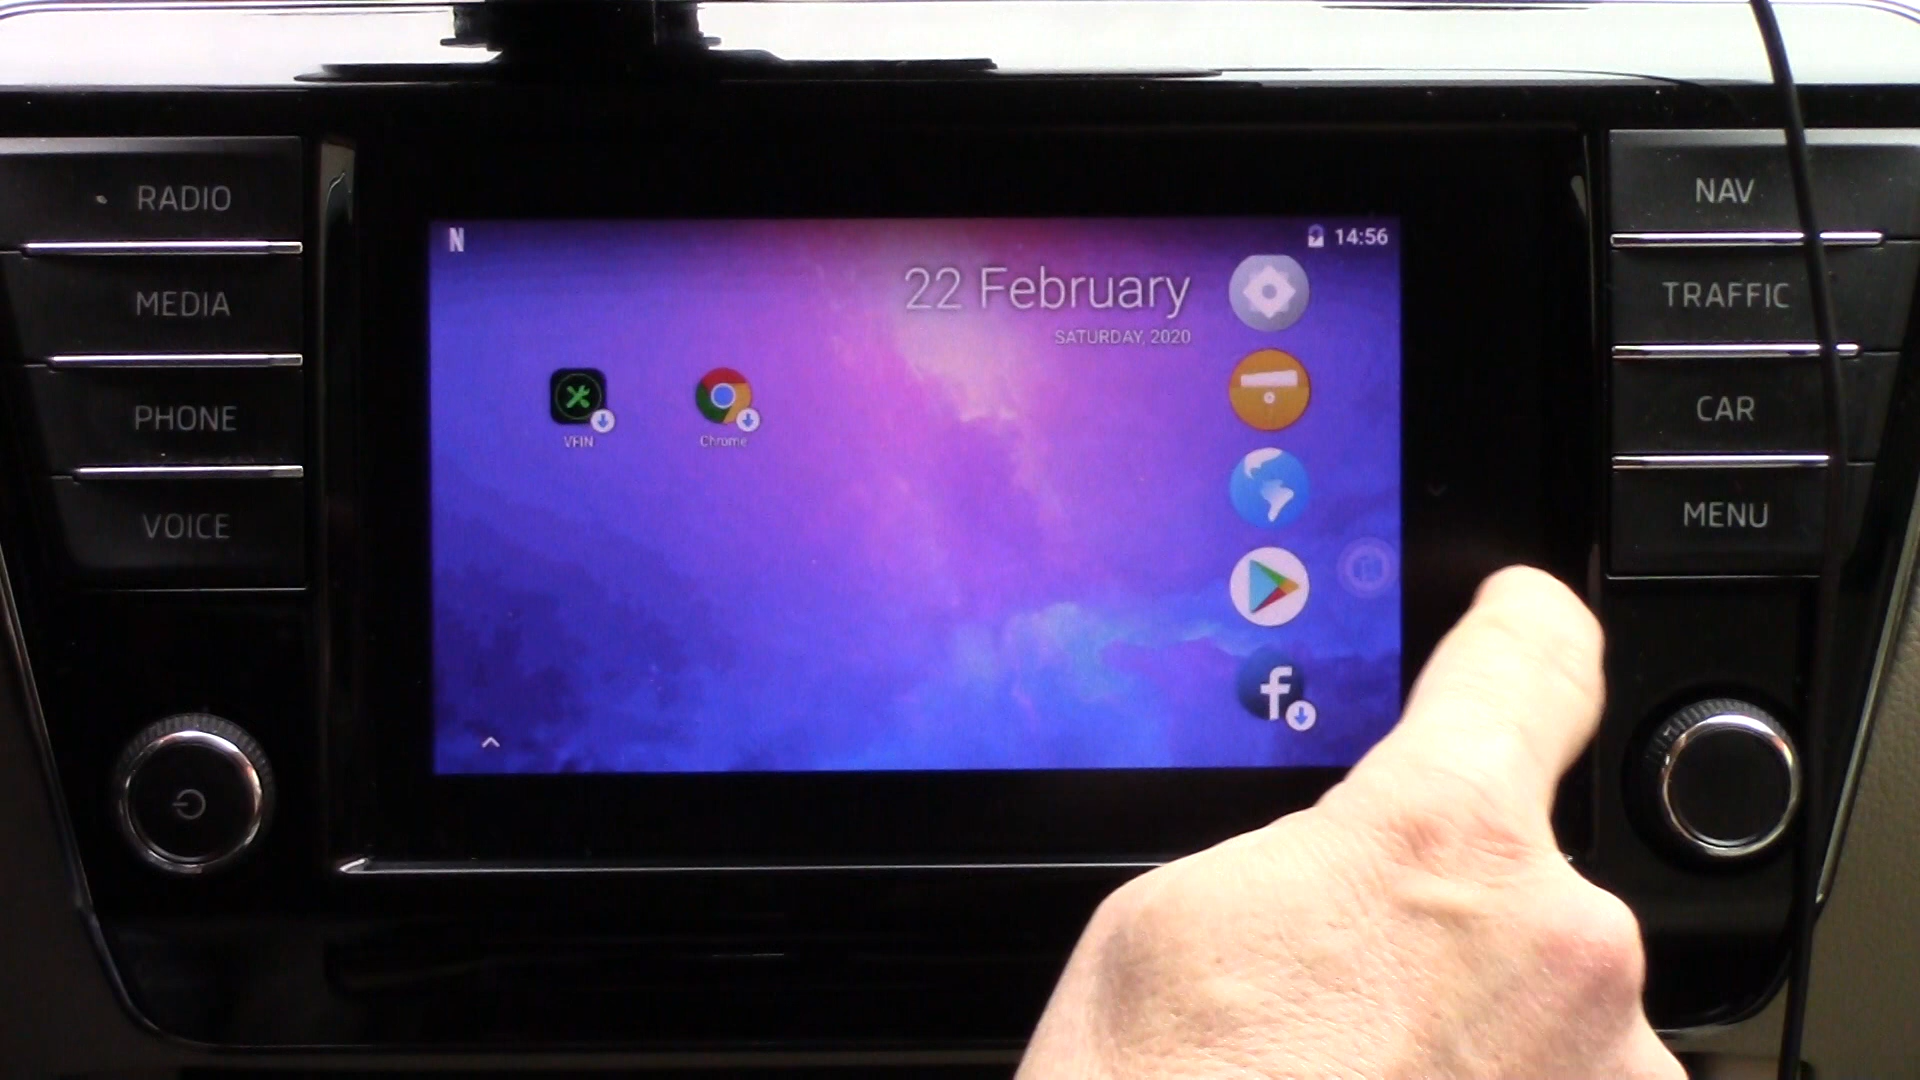 RADIO
MEDIA
PHONE
VOICE
N
14:56
22 February
SATURDAY, 2020
VFIN
Chrome
f
NAV
TRAFFIC
CAR
MENU